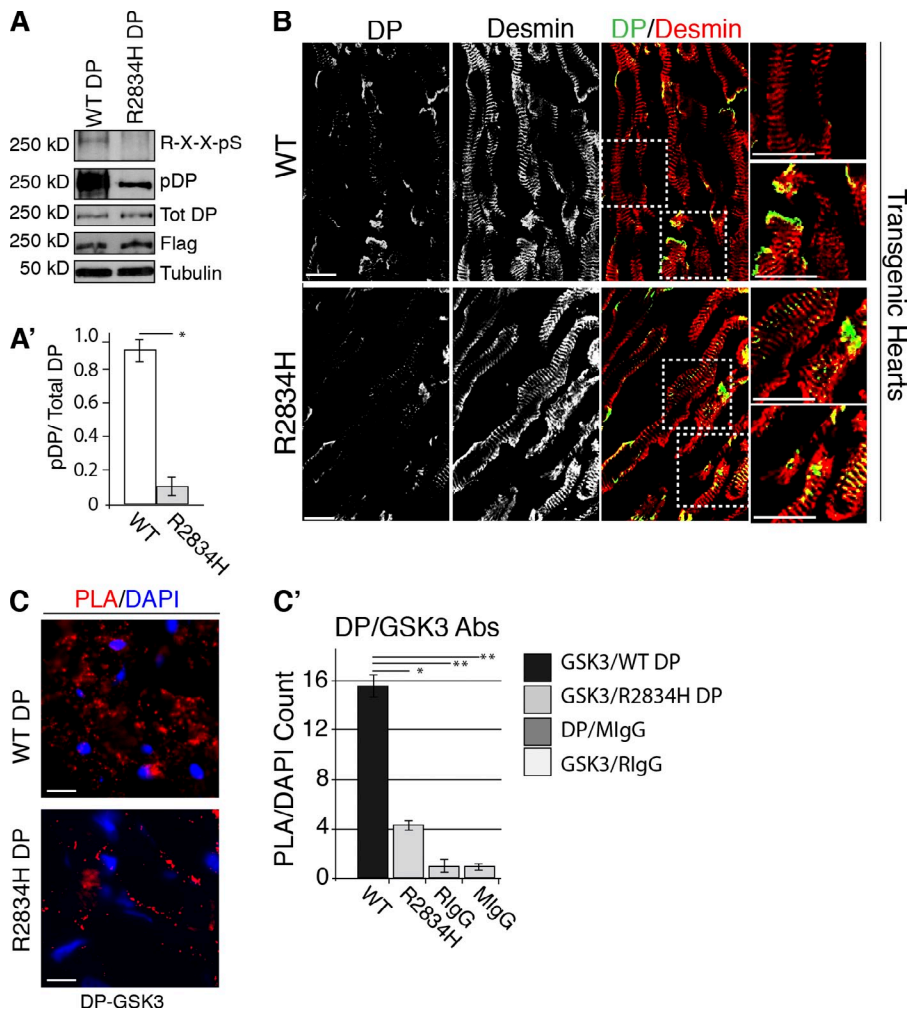 A
WT DP
R2834H DP
250 kD
R-X-X-pS
250 kD
pDP
250 kD
Tot DP
250 kD
Flag
50 kD
Tubulin
A'
pDP/ Total DP
1.0
0.8
0.6
0.4
0.2
0
*
WT
R2834H
B
DP
Desmin
DP/Desmin
WT
R2834H
Transgenic Hearts
C
PLA/DAPI
WT DP
R2834H DP
DP-GSK3
C'
DP/GSK3 Abs
PLA/DAPI Count
16
12
8
4
0
**
**
*
WT
R2834H
RIgG
MIgG
GSK3/WT DP
GSK3/R2834H DP
DP/MIgG
GSK3/RIgG